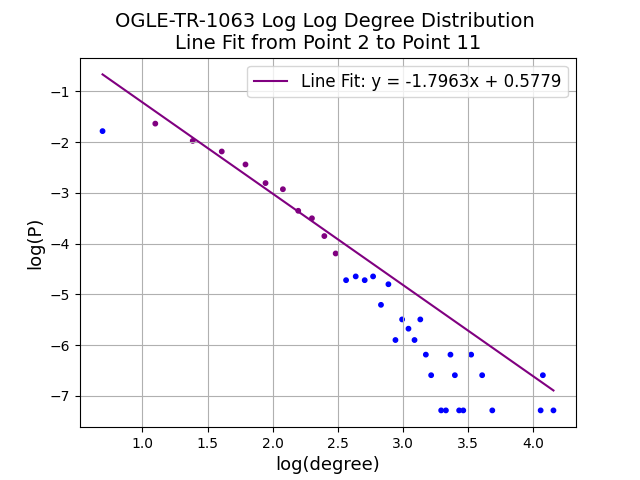 OGLE-TR-1063 Log Log Degree Distribution
Line Fit from Point 2 to Point 11
Line Fit: y = -1.7963x + 0.5779
log(P)
−1
−2
−3
−4
−5
−6
−7
1.0 1.5 2.0 2.5 3.0 3.5 4.0
log(degree)